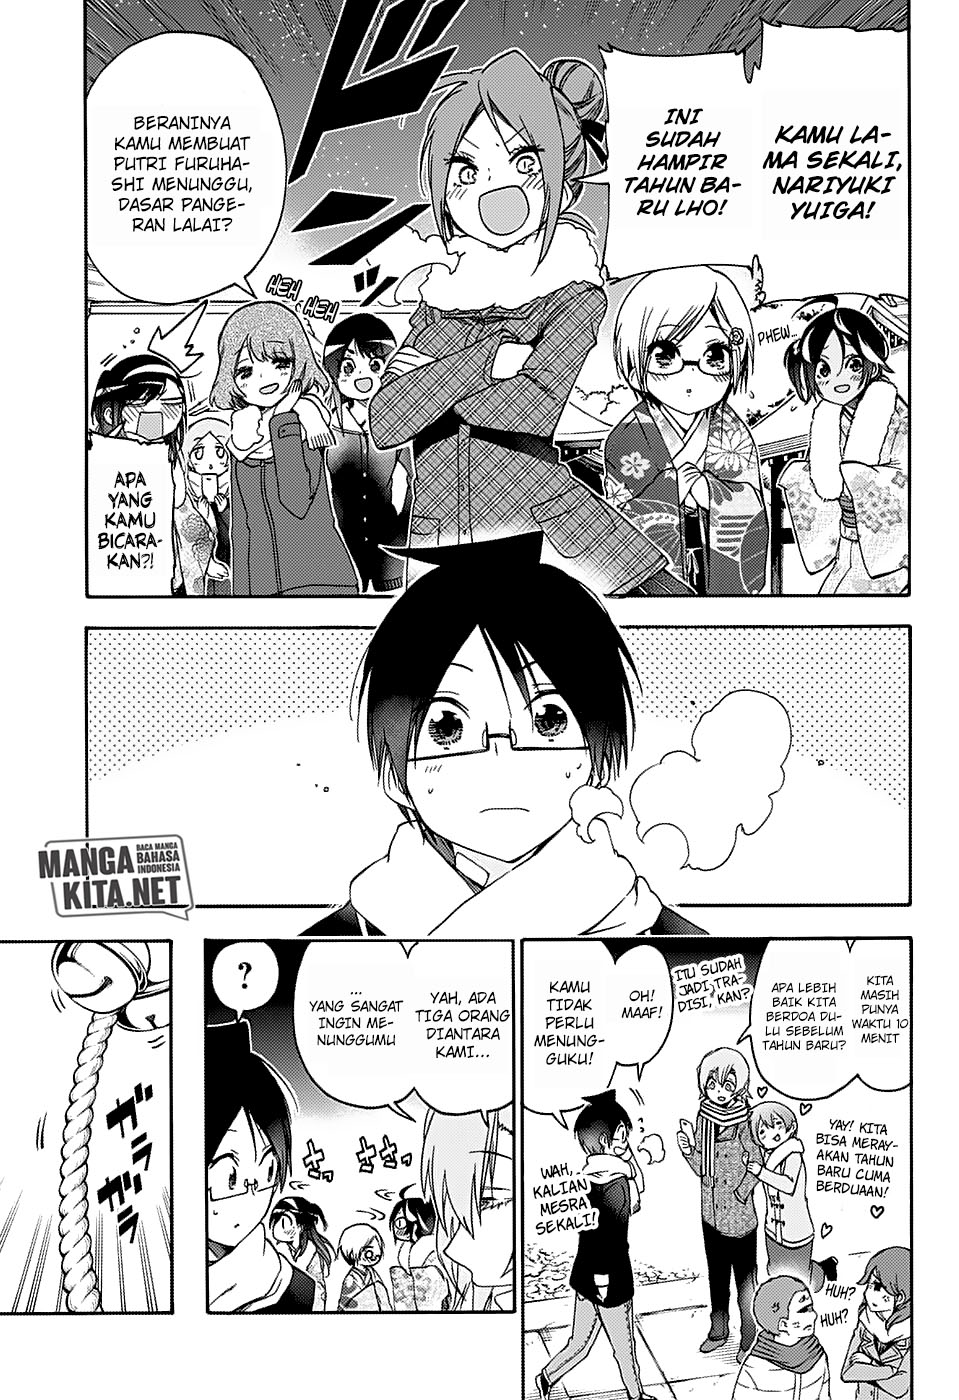 KAMU LA-
MA SEKALI,
NARIYUKI
YUIGA!
INI
SUDAH
HAMPIR
TAHUN BA-
RU LHO!
BERANINYA
KAMU MEMBUAT
PUTRI FURUHA-
SHI MENUNGGU,
DASAR PANGE-
RAN LALAI?
HEH
HEH
PHEW...
APA
YANG
KAMU
BICARA-
KAN?!
MANGA
KITA.NET
BACA MANGA
BAHASA
INDONESIA
KITA
MASIH
PUNYA
WAKTU 10
MENIT
APA LEBIH
BAIK KITA
BERDOA DU-
LU SEBELUM
TAHUN BARU?
ITU SUDAH
JADI TRA-
DISI, KAN?
YAY! KITA
BISA MERAY-
AKAN TAHUN
BARU CUMA
BERDUAAN!
OH!
MAAF!
KAMU
TIDAK
PERLU
MENUNG-
GUKU!
WAH,
KALIAN
MESRA
SEKALI!
HUH?
HUH?
YAH, ADA
TIGA ORANG
DIANTARA
KAMI...
...
YANG SANGAT
INGIN ME-
NUNGGUMU
?
ガラ
ガラ